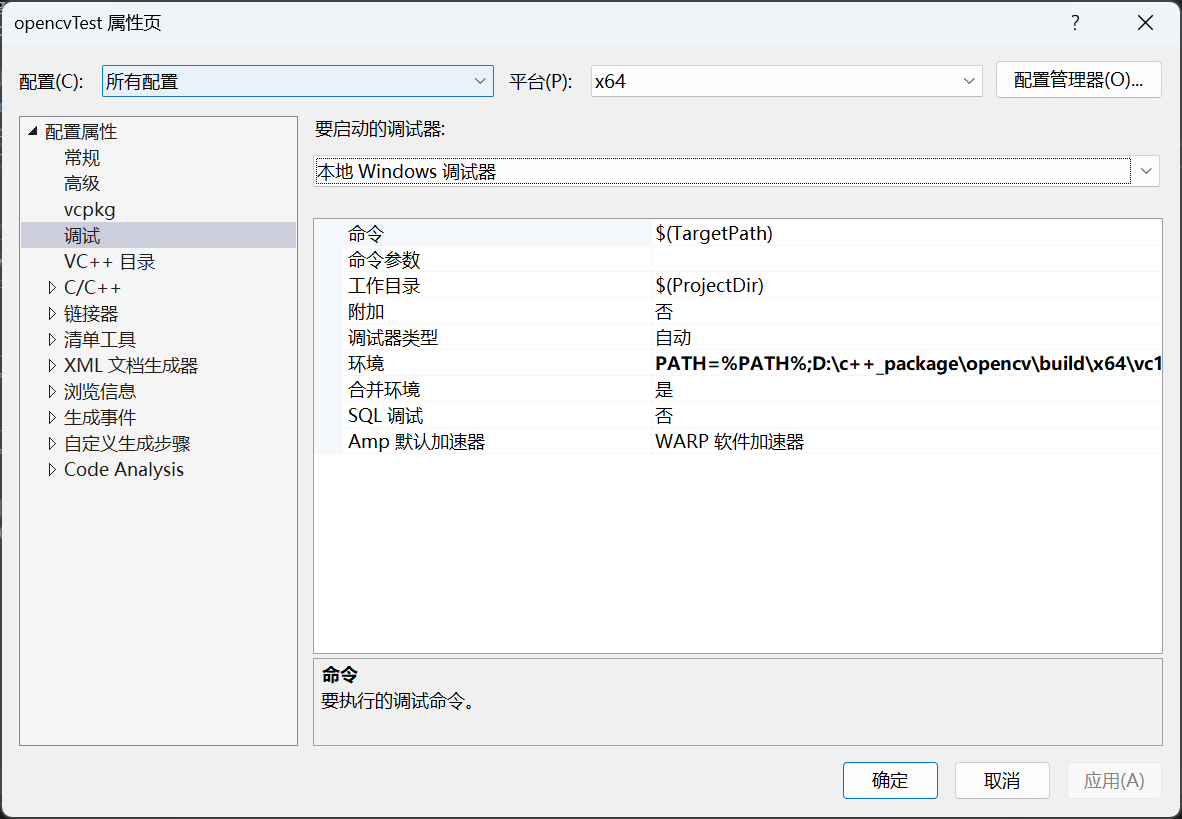 opencvTest 属性页
配置(C): 所有配置 平台(P): x64 配置管理器(O)...
配置属性
常规
高级
vcpkg
调试
VC++ 目录
C/C++
链接器
清单工具
XML 文档生成器
浏览信息
生成事件
自定义生成步骤
Code Analysis
要启动的调试器:
本地 Windows 调试器
命令 $(TargetPath)
命令参数
工作目录 $(ProjectDir)
附加 否
调试器类型 自动
环境 PATH=%PATH%;D:\c++_package\opencv\build\x64\vc1
合并环境 是
SQL 调试 否
Amp 默认加速器 WARP 软件加速器
命令
要执行的调试命令。
确定 取消 应用(A)